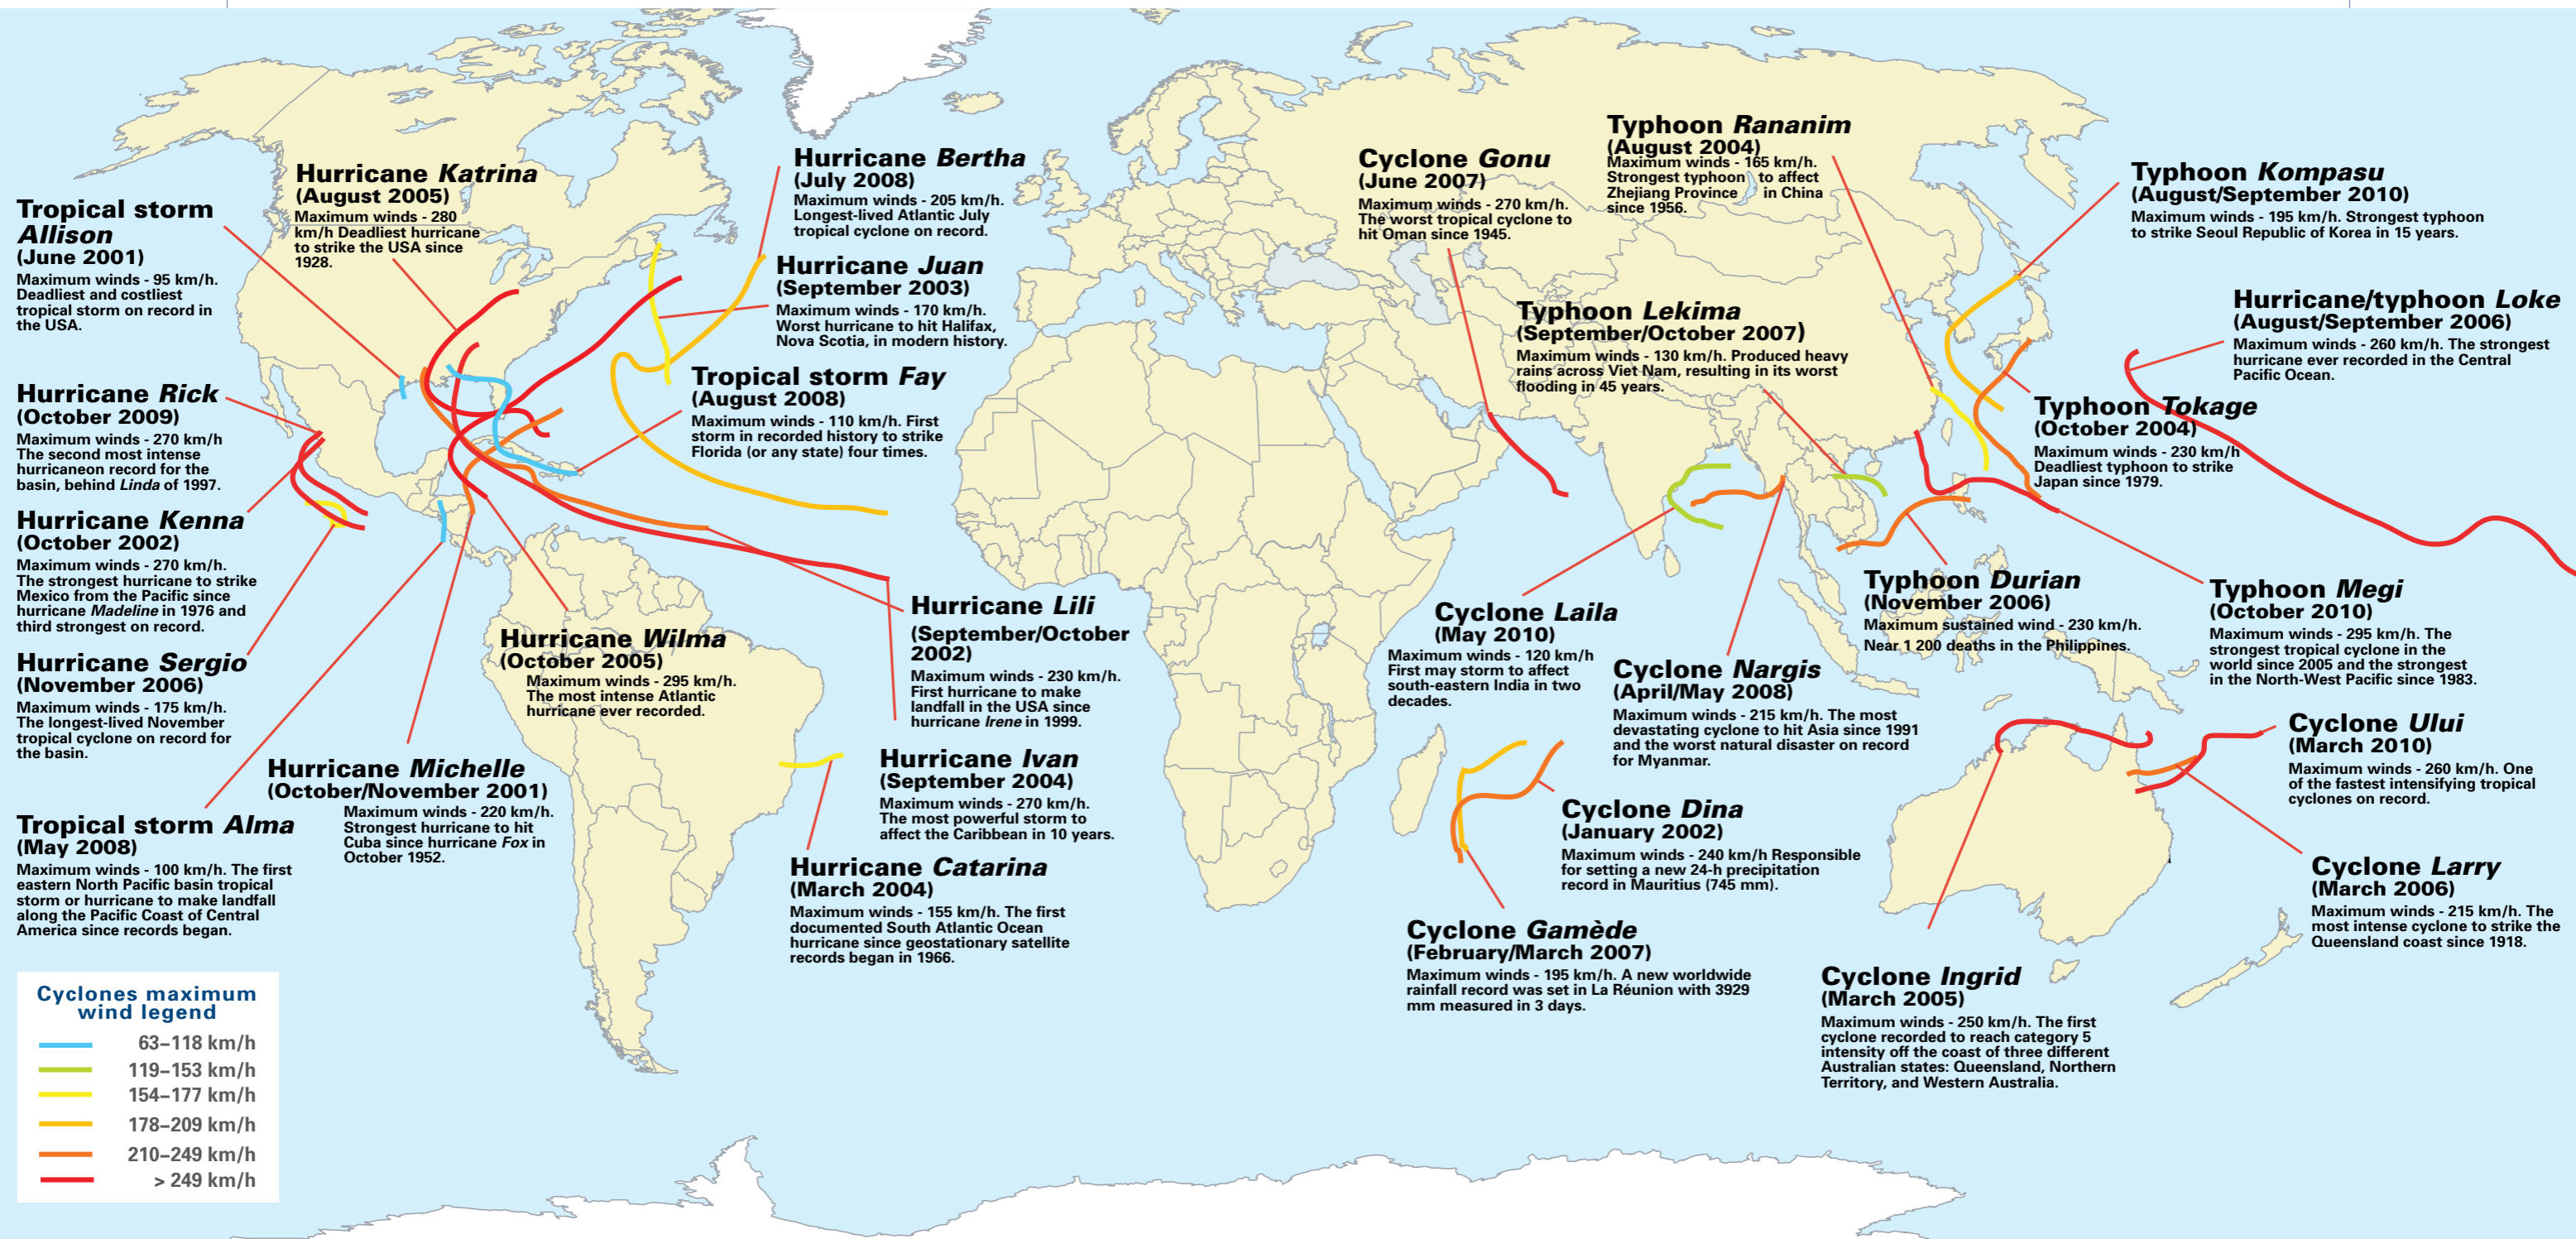 Hurricane Katrina
(August 2005)
Maximum winds - 280
km/h Deadliest hurricane
to strike the USA since
1928.
Tropical storm
Allison
(June 2001)
Maximum winds - 95 km/h.
Deadliest and costliest
tropical storm on record in
the USA.
Hurricane Rick
(October 2009)
Maximum winds - 270 km/h
The second most intense
hurricaneon record for the
basin, behind Linda of 1997.
Hurricane Kenna
(October 2002)
Maximum winds - 270 km/h.
The strongest hurricane to strike
Mexico from the Pacific since
hurricane Madeline in 1976 and
third strongest on record.
Hurricane Sergio
(November 2006)
Maximum winds - 175 km/h.
The longest-lived November
tropical cyclone on record for
the basin.
Tropical storm Alma
(May 2008)
Maximum winds - 100 km/h. The first
eastern North Pacific basin tropical
storm or hurricane to make landfall
along the Pacific Coast of Central
America since records began.
Hurricane Michelle
(October/November 2001)
Maximum winds - 220 km/h.
Strongest hurricane to hit
Cuba since hurricane Fox in
October 1952.
Hurricane Wilma
(October 2005)
Maximum winds - 295 km/h.
The most intense Atlantic
hurricane ever recorded.
Hurricane Bertha
(July 2008)
Maximum winds - 205 km/h.
Longest-lived Atlantic July
tropical cyclone on record.
Hurricane Juan
(September 2003)
Maximum winds - 170 km/h.
Worst hurricane to hit Halifax,
Nova Scotia, in modern history.
Tropical storm Fay
(August 2008)
Maximum winds - 110 km/h. First
storm in recorded history to strike
Florida (or any state) four times.
Hurricane Lili
(September/October
2002)
Maximum winds - 230 km/h.
First hurricane to make
landfall in the USA since
hurricane Irene in 1999.
Hurricane Ivan
(September 2004)
Maximum winds - 270 km/h.
The most powerful storm to
affect the Caribbean in 10 years.
Hurricane Catarina
(March 2004)
Maximum winds - 155 km/h. The first
documented South Atlantic Ocean
hurricane since geostationary satellite
records began in 1966.
Cyclone Gonu
(June 2007)
Maximum winds - 270 km/h.
The worst tropical cyclone to
hit Oman since 1945.
Typhoon Rananim
(August 2004)
Maximum winds - 165 km/h.
Strongest typhoon to affect
Zhejiang Province in China
since 1956.
Typhoon Lekima
(September/October 2007)
Maximum winds - 130 km/h. Produced heavy
rains across Viet Nam, resulting in its worst
flooding in 45 years.
Typhoon Kompasu
(August/September 2010)
Maximum winds - 195 km/h. Strongest typhoon
to strike Seoul Republic of Korea in 15 years.
Hurricane/typhoon Loke
(August/September 2006)
Maximum winds - 260 km/h. The strongest
hurricane ever recorded in the Central
Pacific Ocean.
Typhoon Tokage
(October 2004)
Maximum winds - 230 km/h
Deadliest typhoon to strike
Japan since 1979.
Cyclone Laila
(May 2010)
Maximum winds - 120 km/h
First may storm to affect
south-eastern India in two
decades.
Cyclone Nargis
(April/May 2008)
Maximum winds - 215 km/h. The most
devastating cyclone to hit Asia since 1991
and the worst natural disaster on record
for Myanmar.
Typhoon Durian
(November 2006)
Maximum sustained wind - 230 km/h.
Near 1 200 deaths in the Philippines.
Typhoon Megi
(October 2010)
Maximum winds - 295 km/h. The
strongest tropical cyclone in the
world since 2005 and the strongest
in the North-West Pacific since 1983.
Cyclone Ului
(March 2010)
Maximum winds - 260 km/h. One
of the fastest intensifying tropical
cyclones on record.
Cyclone Dina
(January 2002)
Maximum winds - 240 km/h Responsible
for setting a new 24-h precipitation
record in Mauritius (745 mm).
Cyclone Larry
(March 2006)
Maximum winds - 215 km/h. The
most intense cyclone to strike the
Queensland coast since 1918.
Cyclone Gamède
(February/March 2007)
Maximum winds - 195 km/h. A new worldwide
rainfall record was set in La Réunion with 3929
mm measured in 3 days.
Cyclone Ingrid
(March 2005)
Maximum winds - 250 km/h. The first
cyclone recorded to reach category 5
intensity off the coast of three different
Australian states: Queensland, Northern
Territory, and Western Australia.
Cyclones maximum
wind legend
63–118 km/h
119–153 km/h
154–177 km/h
178–209 km/h
210–249 km/h
> 249 km/h